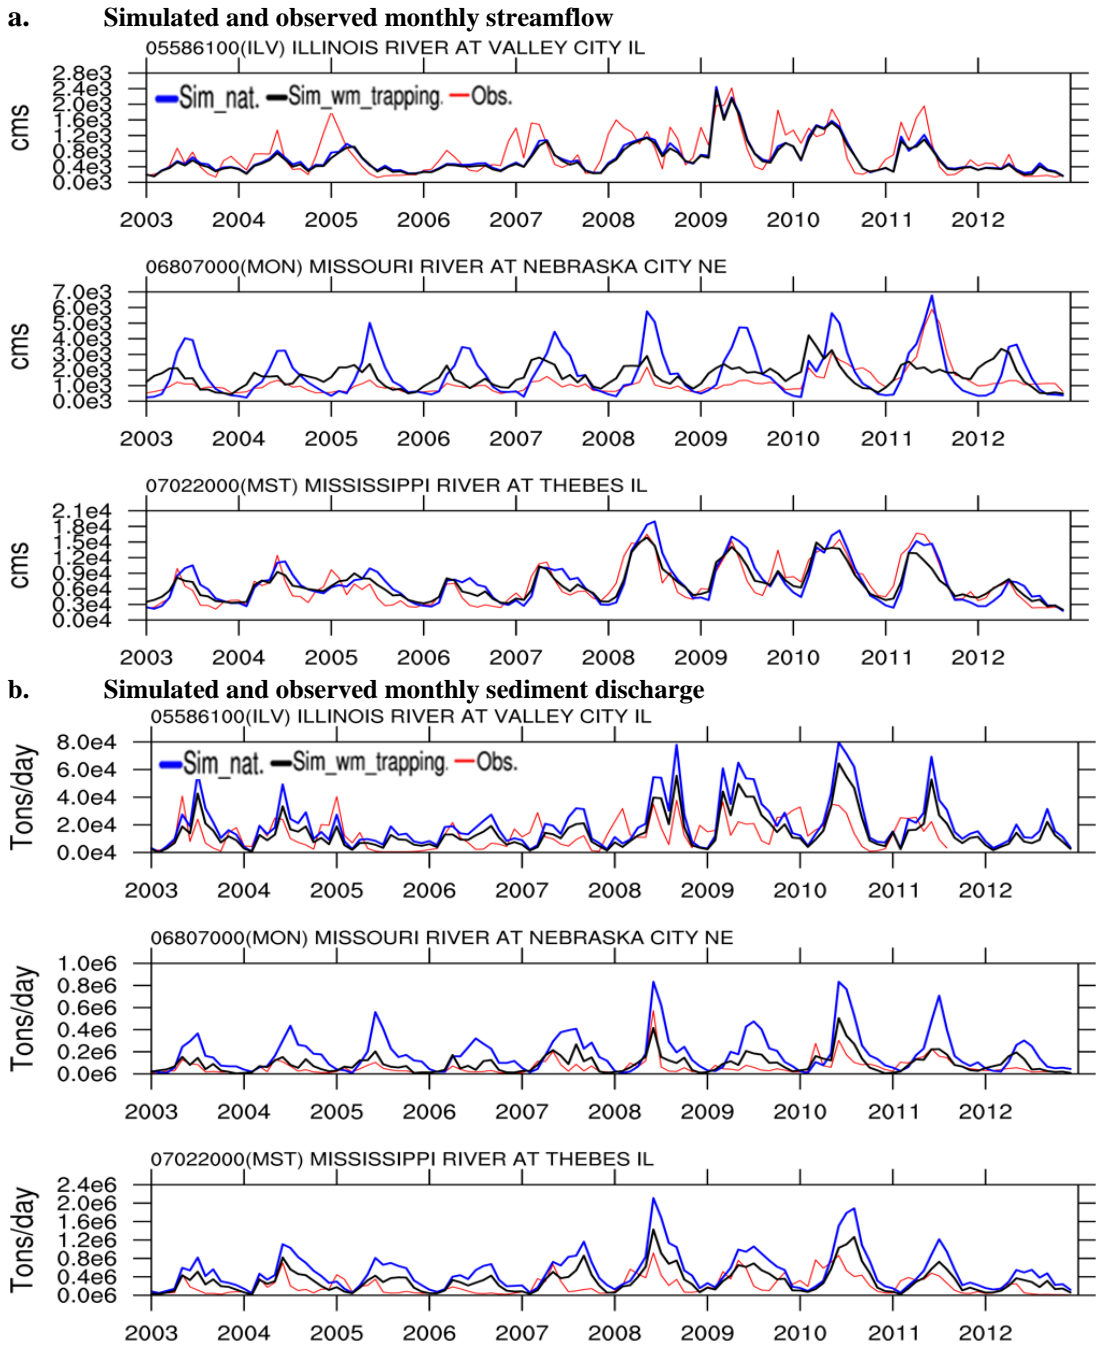 a. Simulated and observed monthly streamflow
05586100(ILV) ILLINOIS RIVER AT VALLEY CITY IL
Sim_nat. Sim_wm_trapping. Obs.
cms
2.8e3
2.4e3
2.0e3
1.6e3
1.2e3
0.8e3
0.4e3
0.0e3
2003 2004 2005 2006 2007 2008 2009 2010 2011 2012
06807000(MON) MISSOURI RIVER AT NEBRASKA CITY NE
cms
7.0e3
6.0e3
5.0e3
4.0e3
3.0e3
2.0e3
1.0e3
0.0e3
2003 2004 2005 2006 2007 2008 2009 2010 2011 2012
07022000(MST) MISSISSIPPI RIVER AT THEBES IL
cms
2.1e4
1.8e4
1.5e4
1.2e4
0.9e4
0.6e4
0.3e4
0.0e4
2003 2004 2005 2006 2007 2008 2009 2010 2011 2012
b. Simulated and observed monthly sediment discharge
05586100(ILV) ILLINOIS RIVER AT VALLEY CITY IL
Sim_nat. Sim_wm_trapping. Obs.
Tons/day
8.0e4
6.0e4
4.0e4
2.0e4
0.0e4
2003 2004 2005 2006 2007 2008 2009 2010 2011 2012
06807000(MON) MISSOURI RIVER AT NEBRASKA CITY NE
Tons/day
1.0e6
0.8e6
0.6e6
0.4e6
0.2e6
0.0e6
2003 2004 2005 2006 2007 2008 2009 2010 2011 2012
07022000(MST) MISSISSIPPI RIVER AT THEBES IL
Tons/day
2.4e6
2.0e6
1.6e6
1.2e6
0.8e6
0.4e6
0.0e6
2003 2004 2005 2006 2007 2008 2009 2010 2011 2012